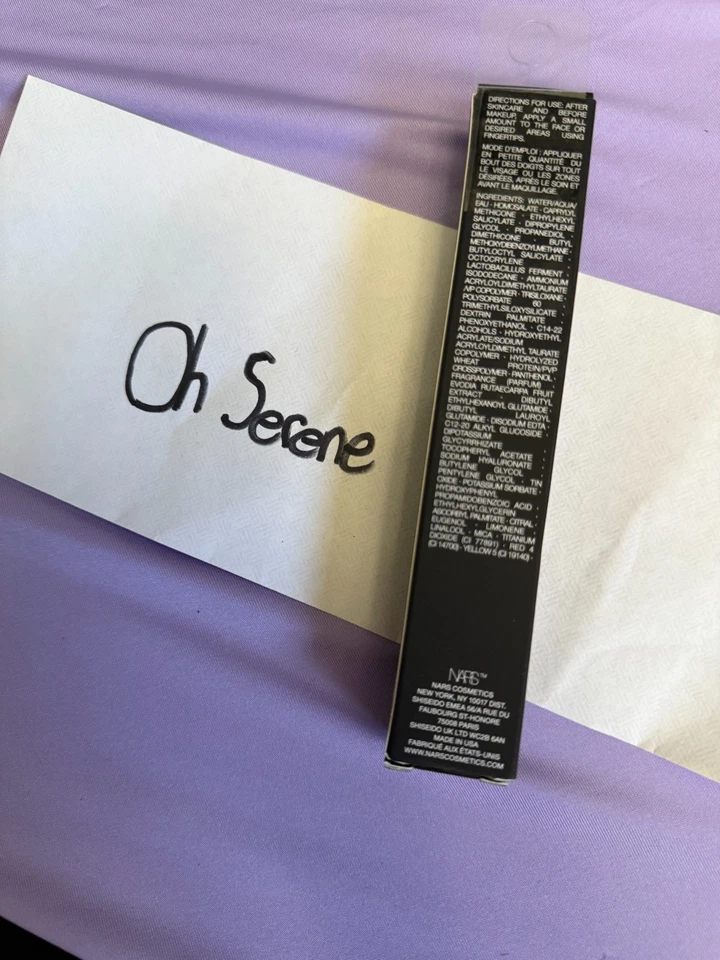 Oh Serene
DIRECTIONS FOR USE: AFTER
SKINCARE AND BEFORE
MAKEUP, APPLY A SMALL
AMOUNT TO THE FACE OR
DESIRED AREAS USING
FINGERTIPS.
MODE D'EMPLOI : APPLIQUER
EN PETITE QUANTITÉ DU
BOUT DES DOIGTS SUR TOUT
LE VISAGE OU LES ZONES
DÉSIRÉES, APRÈS LE SOIN ET
AVANT LE MAQUILLAGE.
INGREDIENTS: WATER/AQUA/
EAU · HOMOSALATE · CAPRYLYL
METHICONE · ETHYLHEXYL
SALICYLATE · DIPROPYLENE
GLYCOL · PROPANEDIOL ·
DIMETHICONE · BUTYL
METHOXYDIBENZOYLMETHANE ·
BUTYLOCTYL SALICYLATE ·
OCTOCRYLENE ·
LACTOBACILLUS FERMENT ·
ISODODECANE · AMMONIUM
ACRYLOYLDIMETHYLTAURATE
/VP COPOLYMER · TRISILOXANE ·
POLYSORBATE 60 ·
TRIMETHYLSILOXYSILICATE ·
DEXTRIN PALMITATE ·
PHENOXYETHANOL · C14-22
ALCOHOLS · HYDROXYETHYL
ACRYLATE/SODIUM
ACRYLOYLDIMETHYL TAURATE
COPOLYMER · HYDROLYZED
WHEAT PROTEIN/PVP
CROSSPOLYMER · PANTHENOL ·
FRAGRANCE (PARFUM) ·
EVODIA RUTAECARPA FRUIT
EXTRACT · DIBUTYL
ETHYLHEXANOYL GLUTAMIDE ·
DIBUTYL LAUROYL
GLUTAMIDE · DISODIUM EDTA ·
C12-20 ALKYL GLUCOSIDE ·
DIPOTASSIUM
GLYCYRRHIZATE ·
TOCOPHERYL ACETATE ·
SODIUM HYALURONATE ·
BUTYLENE GLYCOL ·
PENTYLENE GLYCOL · TIN
OXIDE · POTASSIUM SORBATE ·
HYDROXYPHENYL
PROPAMIDOBENZOIC ACID ·
ETHYLHEXYLGLYCERIN ·
ASCORBYL PALMITATE · CITRAL ·
EUGENOL · LIMONENE ·
LINALOOL · MICA · TITANIUM
DIOXIDE (CI 77891) · RED 4
(CI 14700) · YELLOW 5 (CI 19140) ·
NARS™
NARS COSMETICS
NEW YORK, NY 10017 DIST.
SHISEIDO EMEA 56/A RUE DU
FAUBOURG ST-HONORE
75008 PARIS
SHISEIDO UK LTD WC2B 6AN
MADE IN USA
FABRIQUÉ AUX ÉTATS-UNIS
WWW.NARSCOSMETICS.COM